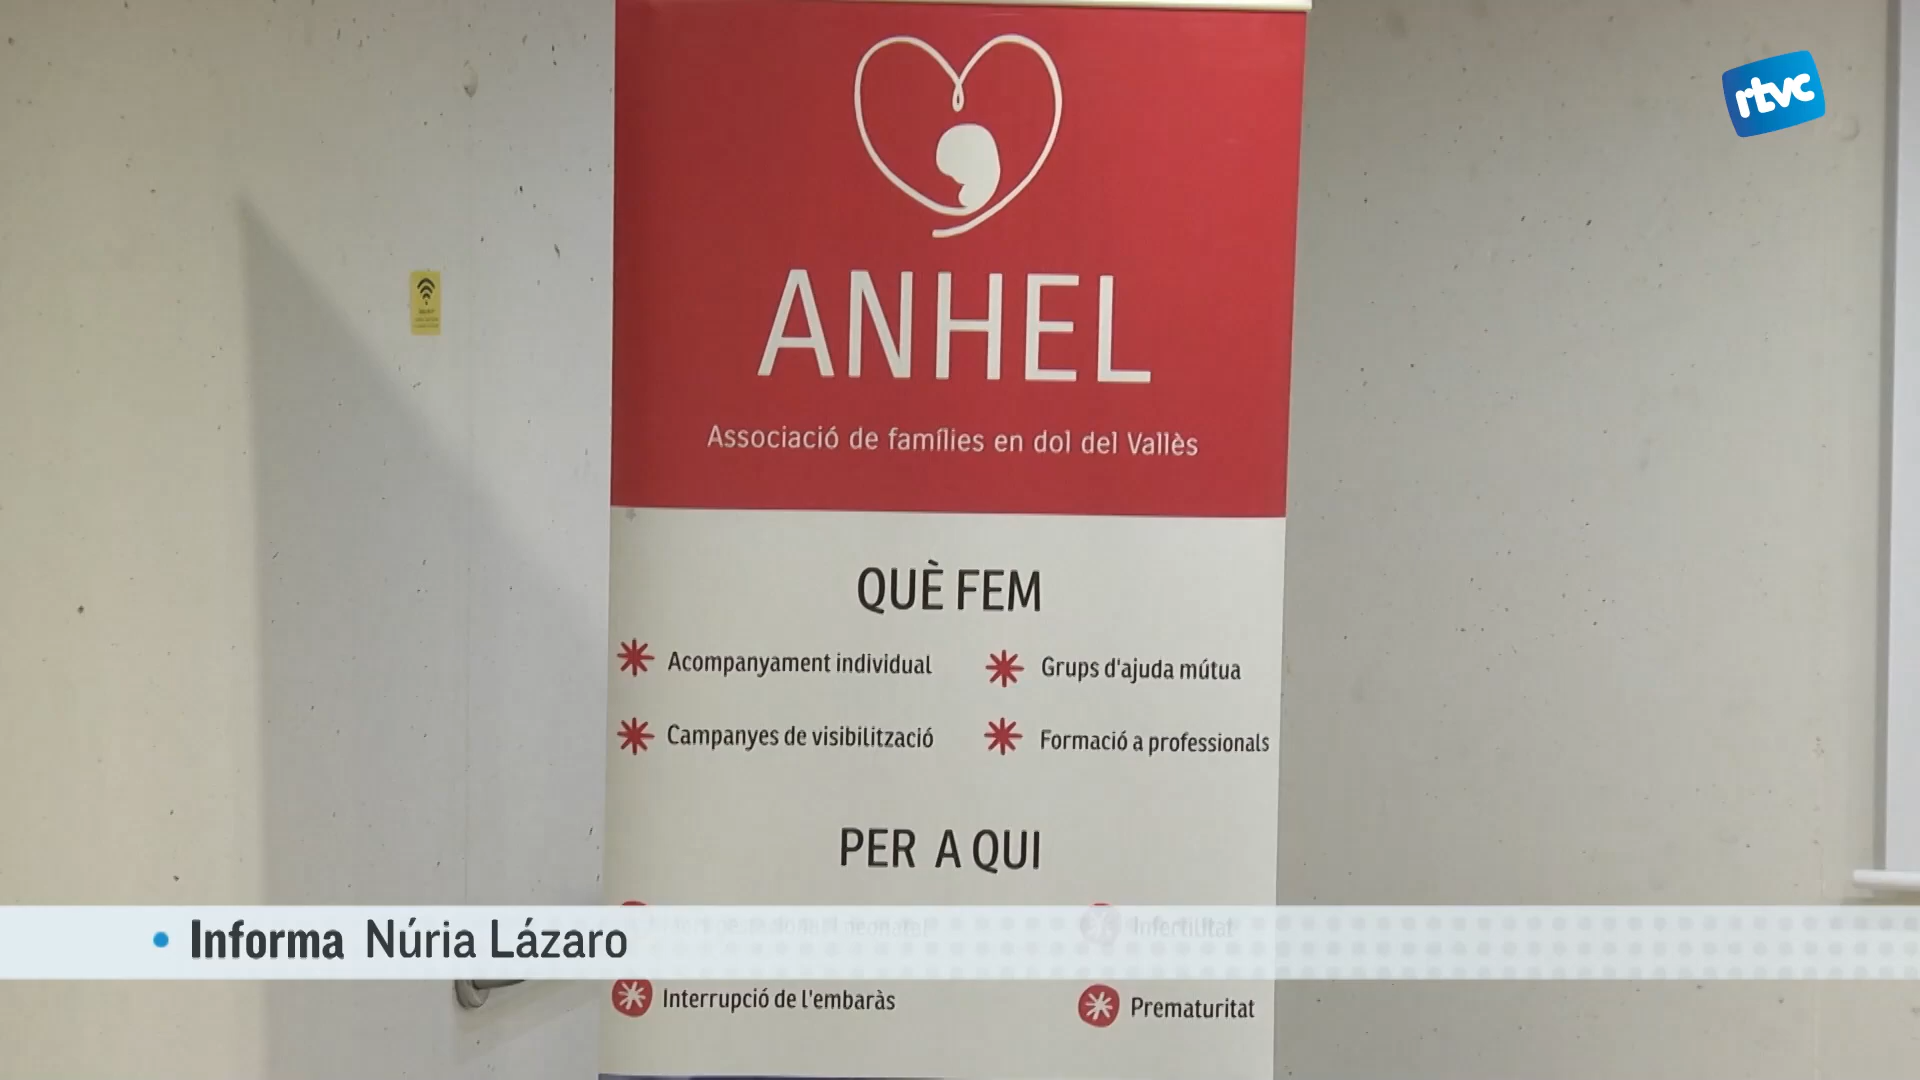 rtvc
ANHEL
Associació de famílies en dol del Vallès
QUÈ FEM
Acompanyament individual
Grups d'ajuda mútua
Campanyes de visibilització
Formació a professionals
PER A QUI
Infertilitat
Informa Núria Lázaro
Interrupció de l'embaràs
Prematuritat